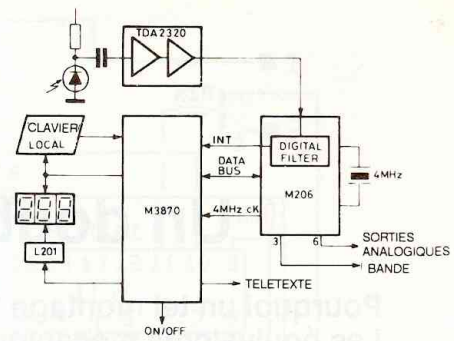 TDA2320
CLAVIER
LOCAL
INT
DATA
BUS
4MHz cK
M3870
DIGITAL
FILTER
M206
4MHz
3
6
SORTIES
ANALOGIQUES
BANDE
L201
TELETEXTE
ON/OFF